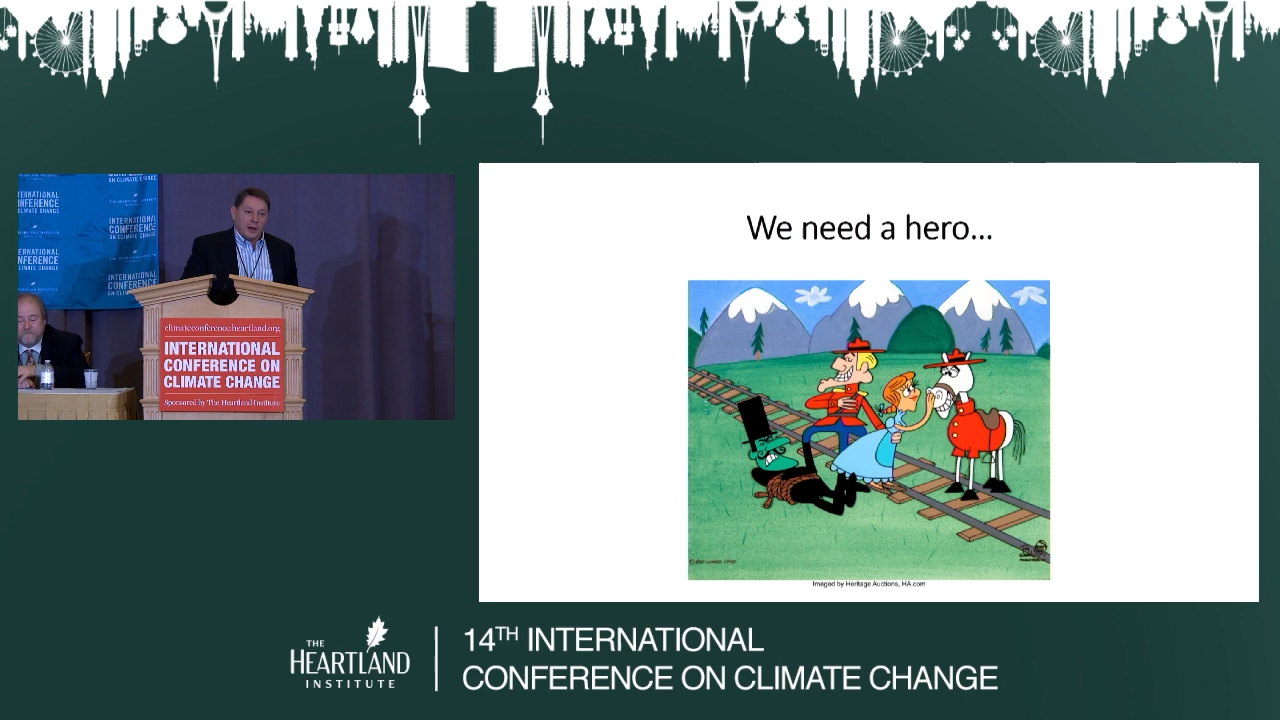 We need a hero...
Imaged by Heritage Auctions, HA.com
INTERNATIONAL
CONFERENCE
ON CLIMATE CHANGE
climateconference.heartland.org
INTERNATIONAL
CONFERENCE ON
CLIMATE CHANGE
Sponsored by The Heartland Institute
THE
HEARTLAND
INSTITUTE
14TH INTERNATIONAL
CONFERENCE ON CLIMATE CHANGE